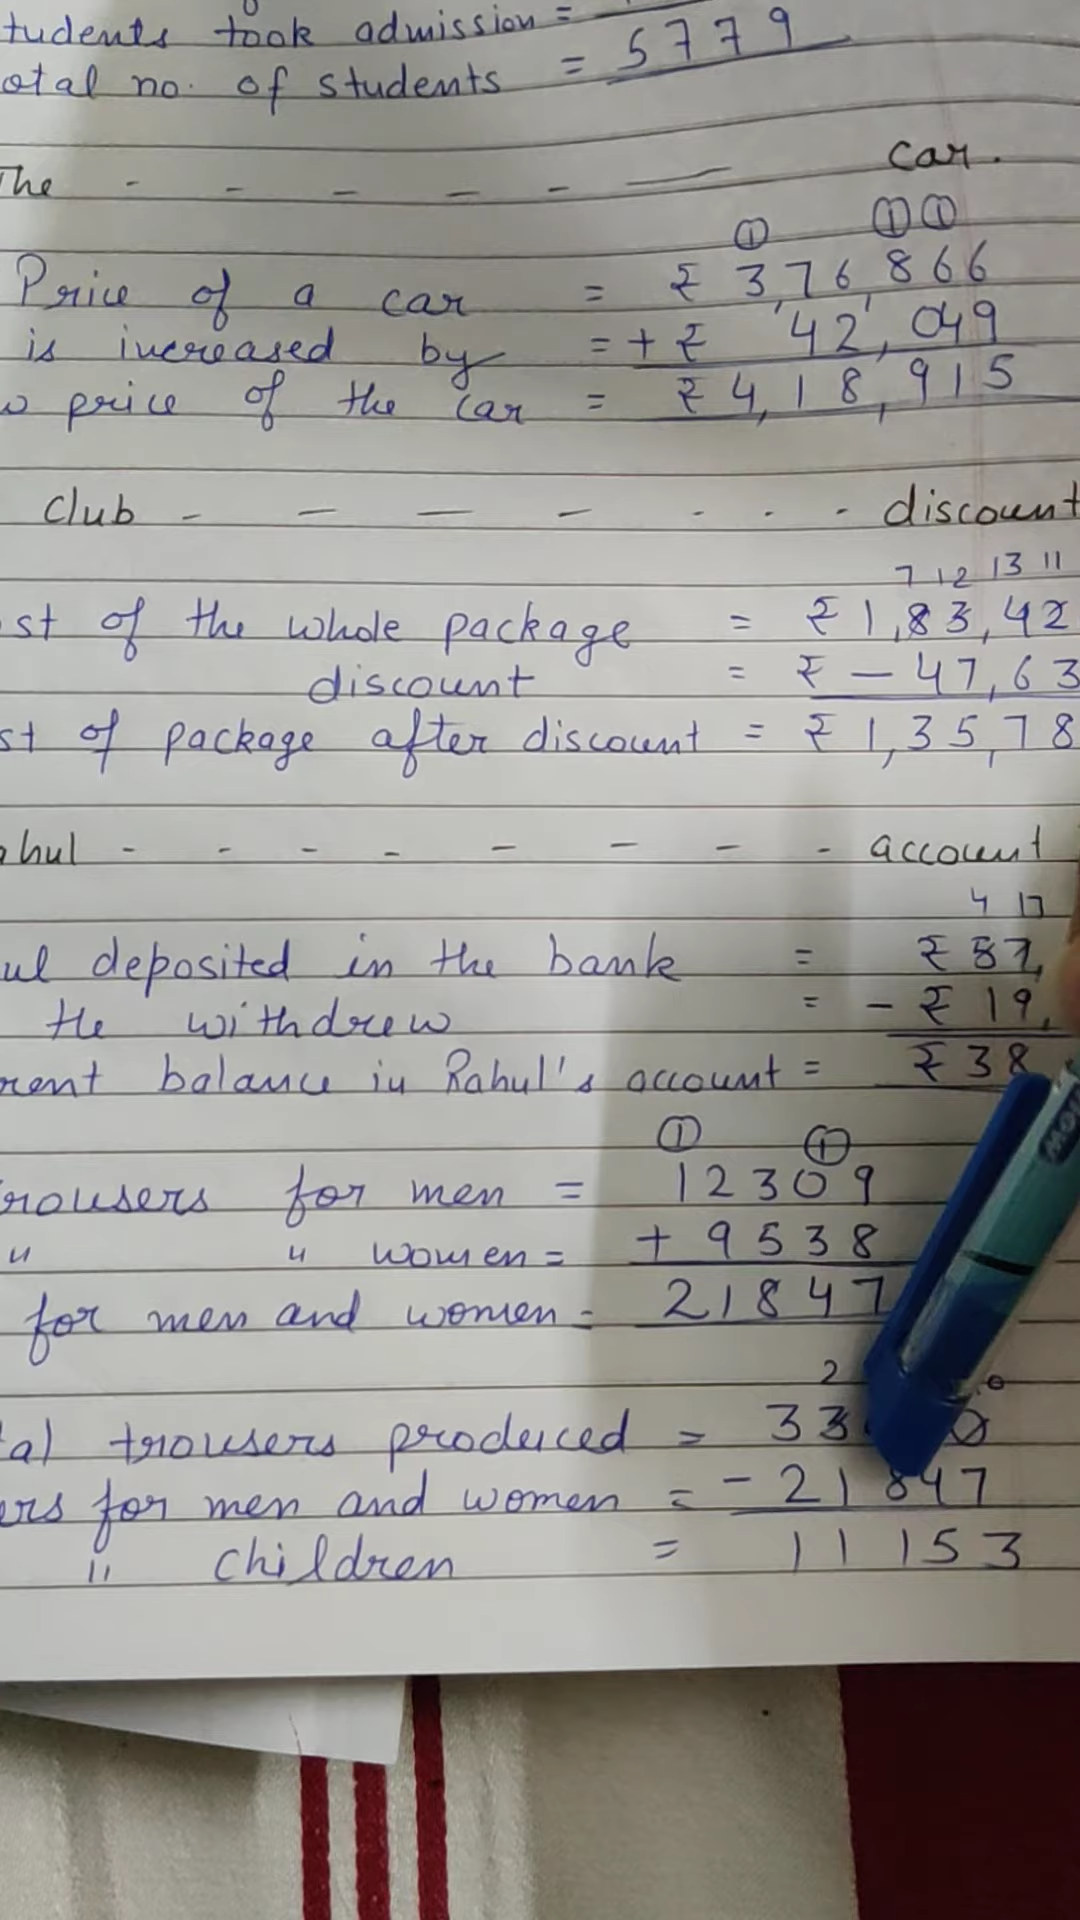 tudents took admission =
otal no. of students = 5779
The - - - - - — car.
① ① ①
Price of a car = ₹ 3,76,866
is increased by = + ₹ 42,049
price of the car = ₹ 4,18,915
club - - - - - - - discount
7 12 13 11
st of the whole package = ₹ 1,83,42
discount = ₹ - 47,63
st of package after discount = ₹ 1,35,78
hul - - - - - - - account
4 17
ul deposited in the bank = ₹ 57,
He withdrew = - ₹ 19,
rent balance in Rahul's account = ₹ 38
① ①
rousers for men = 12309
" " women = + 9538
for men and women = 21847
2
al trousers produced = 33 0
ers for men and women = - 21847
" children = 11153